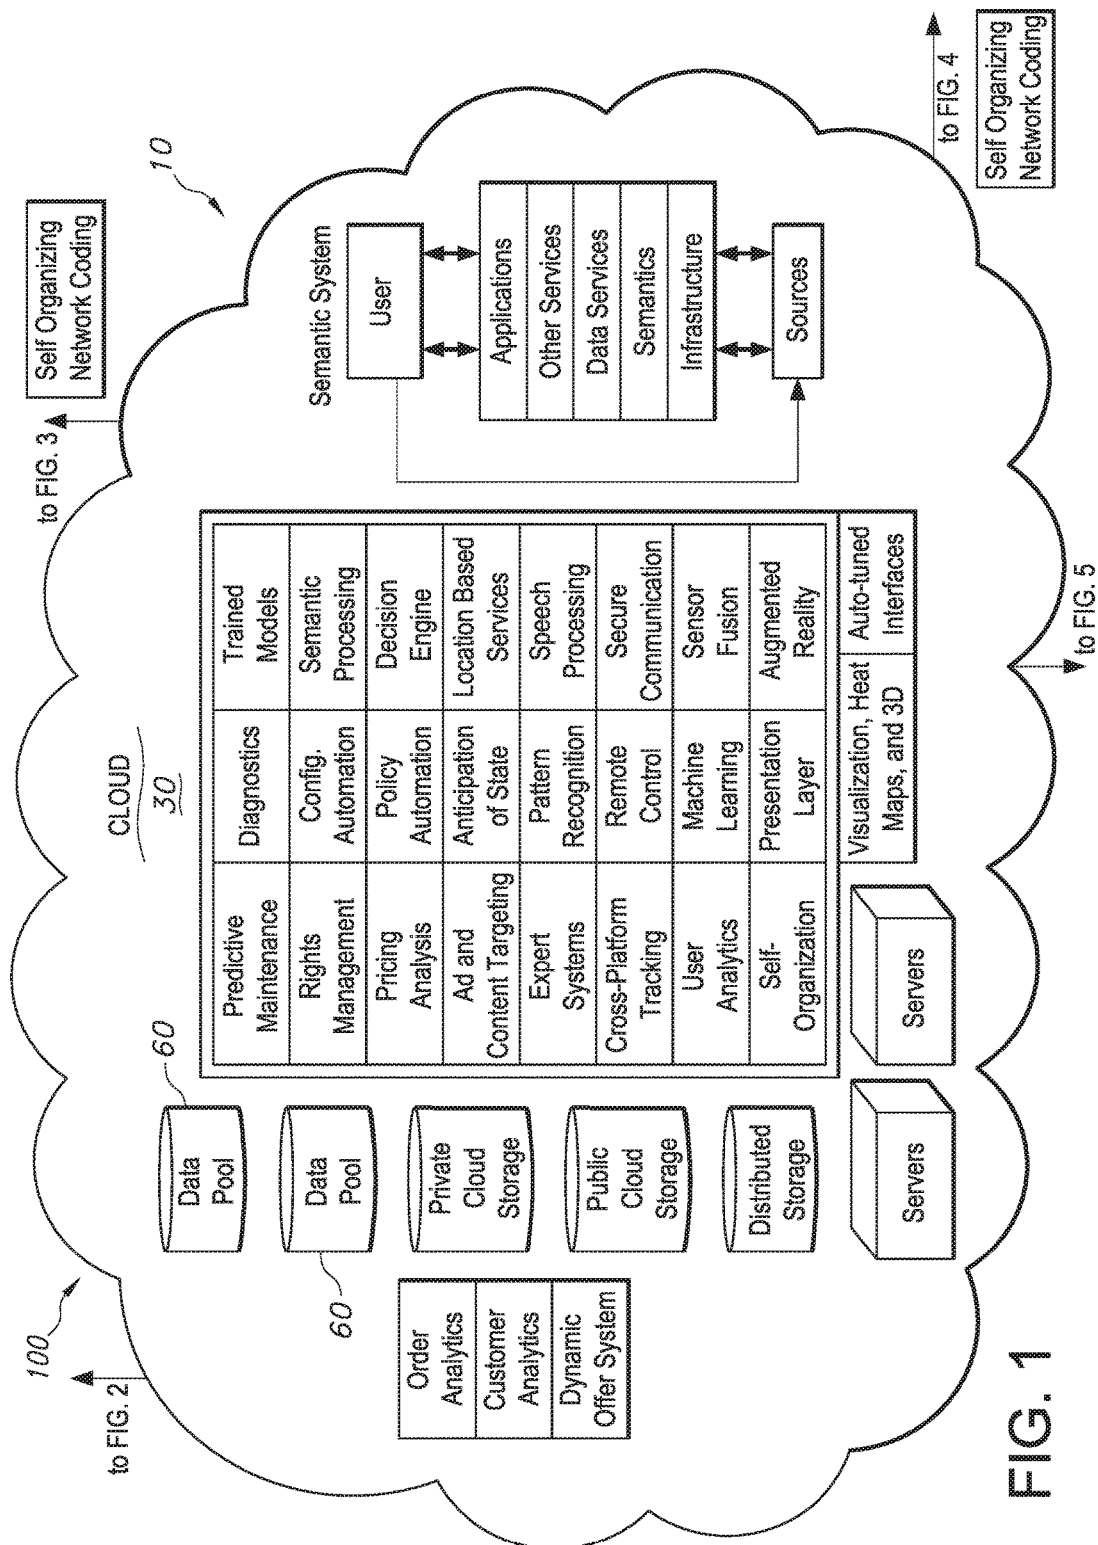 to FIG. 2
100
to FIG. 3
Self Organizing
Network Coding
10
CLOUD
30
60
Data
Pool
Data
Pool
60
Private
Cloud
Storage
Public
Cloud
Storage
Distributed
Storage
Order
Analytics
Customer
Analytics
Dynamic
Offer System
Predictive
Maintenance
Diagnostics
Trained
Models
Rights
Management
Config.
Automation
Semantic
Processing
Pricing
Analysis
Policy
Automation
Decision
Engine
Ad and
Content Targeting
Anticipation
of State
Location Based
Services
Expert
Systems
Pattern
Recognition
Speech
Processing
Cross-Platform
Tracking
Remote
Control
Secure
Communication
User
Analytics
Machine
Learning
Sensor
Fusion
Self-
Organization
Presentation
Layer
Augmented
Reality
Visualization, Heat
Maps, and 3D
Auto-tuned
Interfaces
Servers
Servers
Semantic System
User
Applications
Other Services
Data Services
Semantics
Infrastructure
Sources
to FIG. 4
Self Organizing
Network Coding
to FIG. 5
FIG. 1